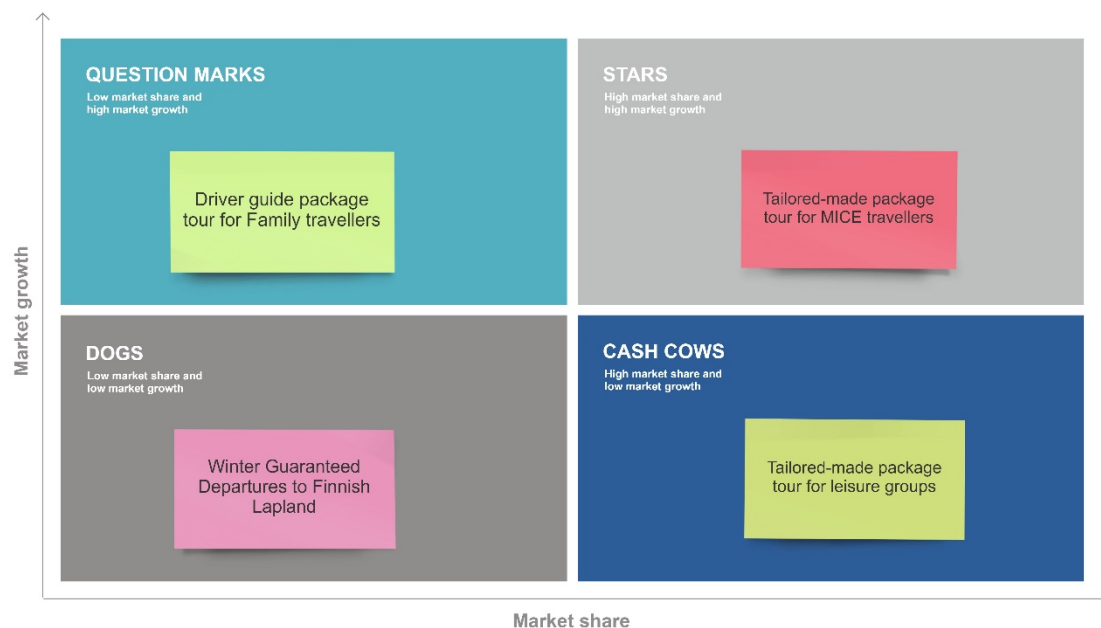 Market growth
QUESTION MARKS
Low market share and
high market growth
Driver guide package
tour for Family travellers
STARS
High market share and
high market growth
Tailored-made package
tour for MICE travellers
DOGS
Low market share and
low market growth
Winter Guaranteed
Departures to Finnish
Lapland
CASH COWS
High market share and
low market growth
Tailored-made package
tour for leisure groups
Market share